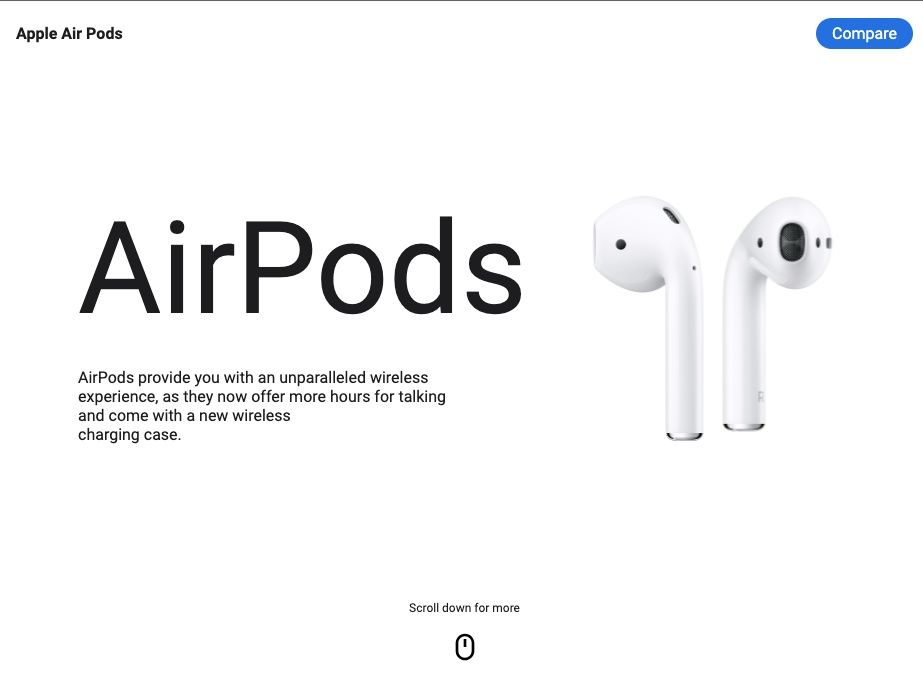 Apple Air Pods
Compare
AirPods
AirPods provide you with an unparalleled wireless
experience, as they now offer more hours for talking
and come with a new wireless
charging case.
R
Scroll down for more